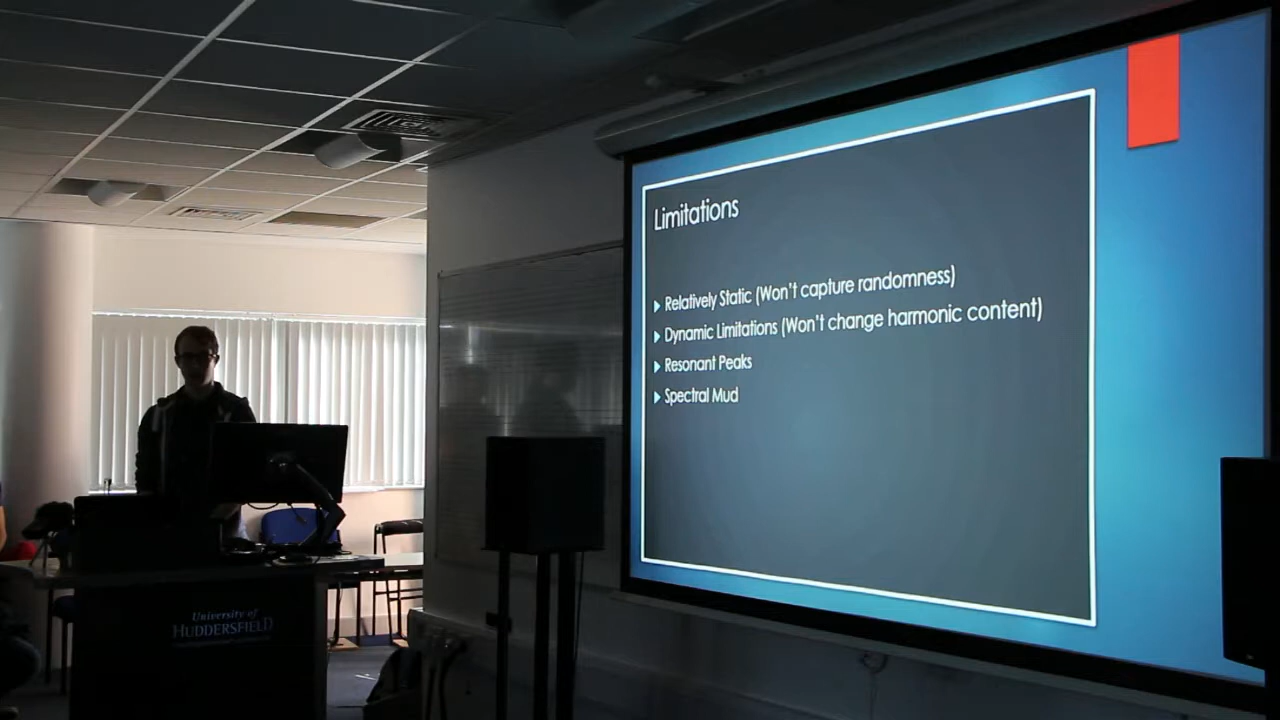 Limitations
Relatively Static (Won't capture randomness)
Dynamic Limitations (Won't change harmonic content)
Resonant Peaks
Spectral Mud
University of
HUDDERSFIELD